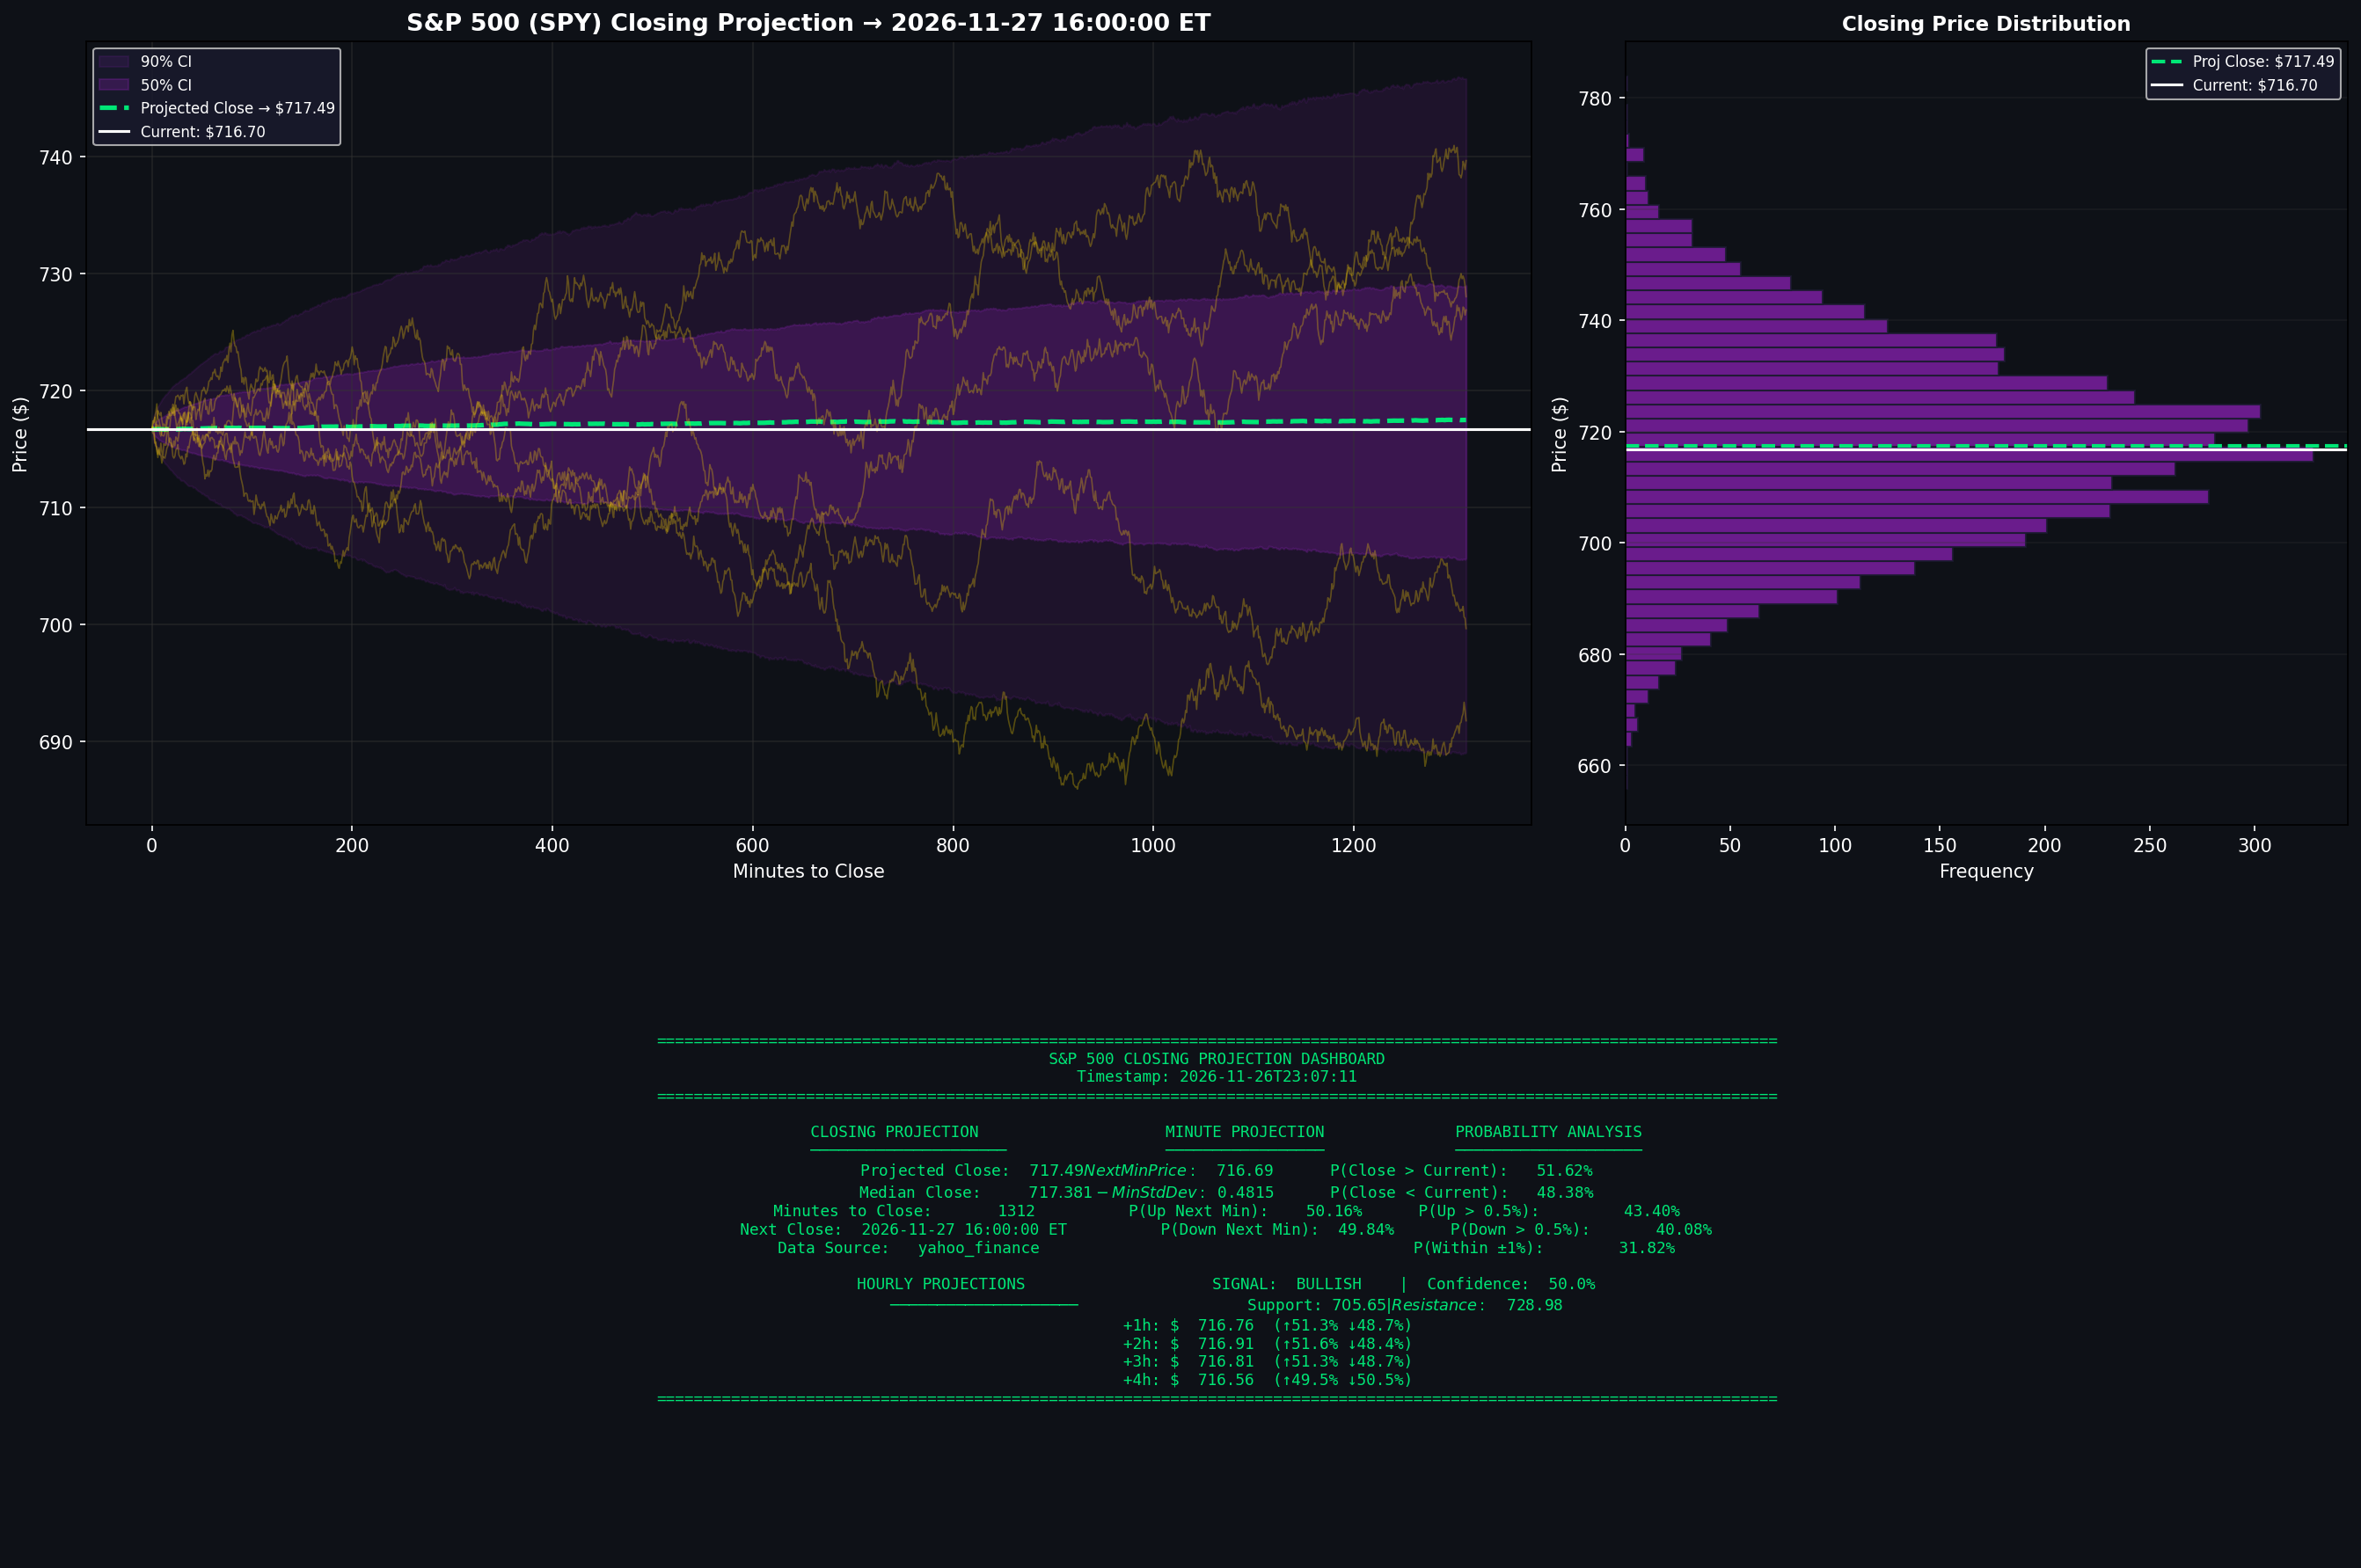 S&P 500 (SPY) Closing Projection → 2026-11-27 16:00:00 ET
90% CI
50% CI
Projected Close → $717.49
Current: $716.70
Price ($)
740
730
720
710
700
690
0
200
400
600
800
1000
1200
Minutes to Close
Closing Price Distribution
Proj Close: $717.49
Current: $716.70
Price ($)
780
760
740
720
700
680
660
0
50
100
150
200
250
300
Frequency
================================================================================
S&P 500 CLOSING PROJECTION DASHBOARD
Timestamp: 2026-11-26T23:07:11
================================================================================
CLOSING PROJECTION MINUTE PROJECTION PROBABILITY ANALYSIS
───────────────────── ───────────────── ────────────────────
Projected Close: 717.49NextMinPrice: 716.69 P(Close > Current): 51.62%
Median Close: 717.381−MinStdDev: 0.4815 P(Close < Current): 48.38%
Minutes to Close: 1312 P(Up Next Min): 50.16% P(Up > 0.5%): 43.40%
Next Close: 2026-11-27 16:00:00 ET P(Down Next Min): 49.84% P(Down > 0.5%): 40.08%
Data Source: yahoo_finance P(Within ±1%): 31.82%
HOURLY PROJECTIONS SIGNAL: BULLISH | Confidence: 50.0%
──────────────────── Support: 705.65|Resistance: 728.98
+1h: $ 716.76 (↑51.3% ↓48.7%)
+2h: $ 716.91 (↑51.6% ↓48.4%)
+3h: $ 716.81 (↑51.3% ↓48.7%)
+4h: $ 716.56 (↑49.5% ↓50.5%)
================================================================================